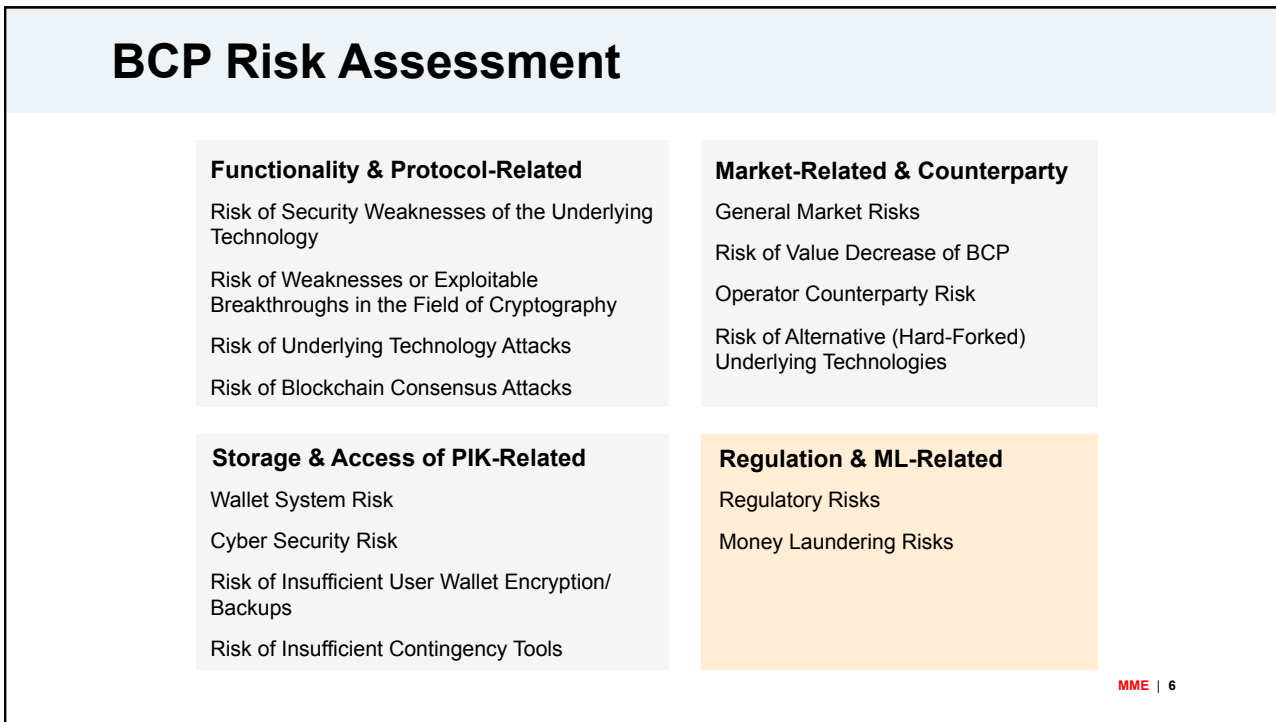 BCP Risk Assessment
Functionality & Protocol-Related
Risk of Security Weaknesses of the Underlying
Technology
Risk of Weaknesses or Exploitable
Breakthroughs in the Field of Cryptography
Risk of Underlying Technology Attacks
Risk of Blockchain Consensus Attacks
Market-Related & Counterparty
General Market Risks
Risk of Value Decrease of BCP
Operator Counterparty Risk
Risk of Alternative (Hard-Forked)
Underlying Technologies
Storage & Access of PIK-Related
Wallet System Risk
Cyber Security Risk
Risk of Insufficient User Wallet Encryption/
Backups
Risk of Insufficient Contingency Tools
Regulation & ML-Related
Regulatory Risks
Money Laundering Risks
MME | 6